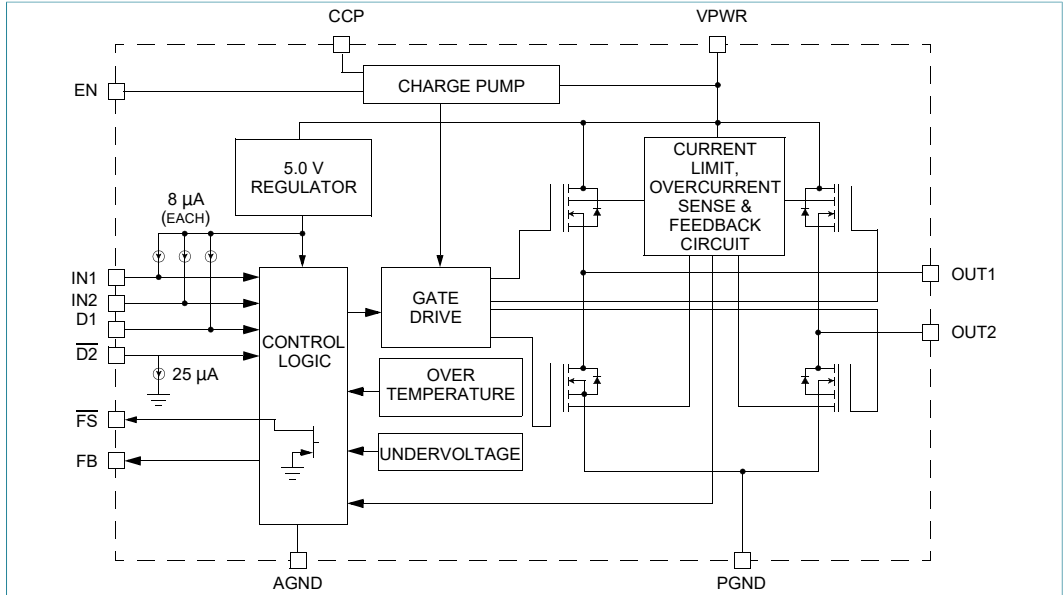 CCP
VPWR
CHARGE PUMP
EN
5.0 V
REGULATOR
CURRENT
LIMIT,
OVERCURRENT
SENSE &
FEEDBACK
CIRCUIT
8 µA
(EACH)
IN1
IN2
D1
D2
25 µA
FS
FB
CONTROL
LOGIC
GATE
DRIVE
OVER
TEMPERATURE
UNDERVOLTAGE
OUT1
OUT2
AGND
PGND